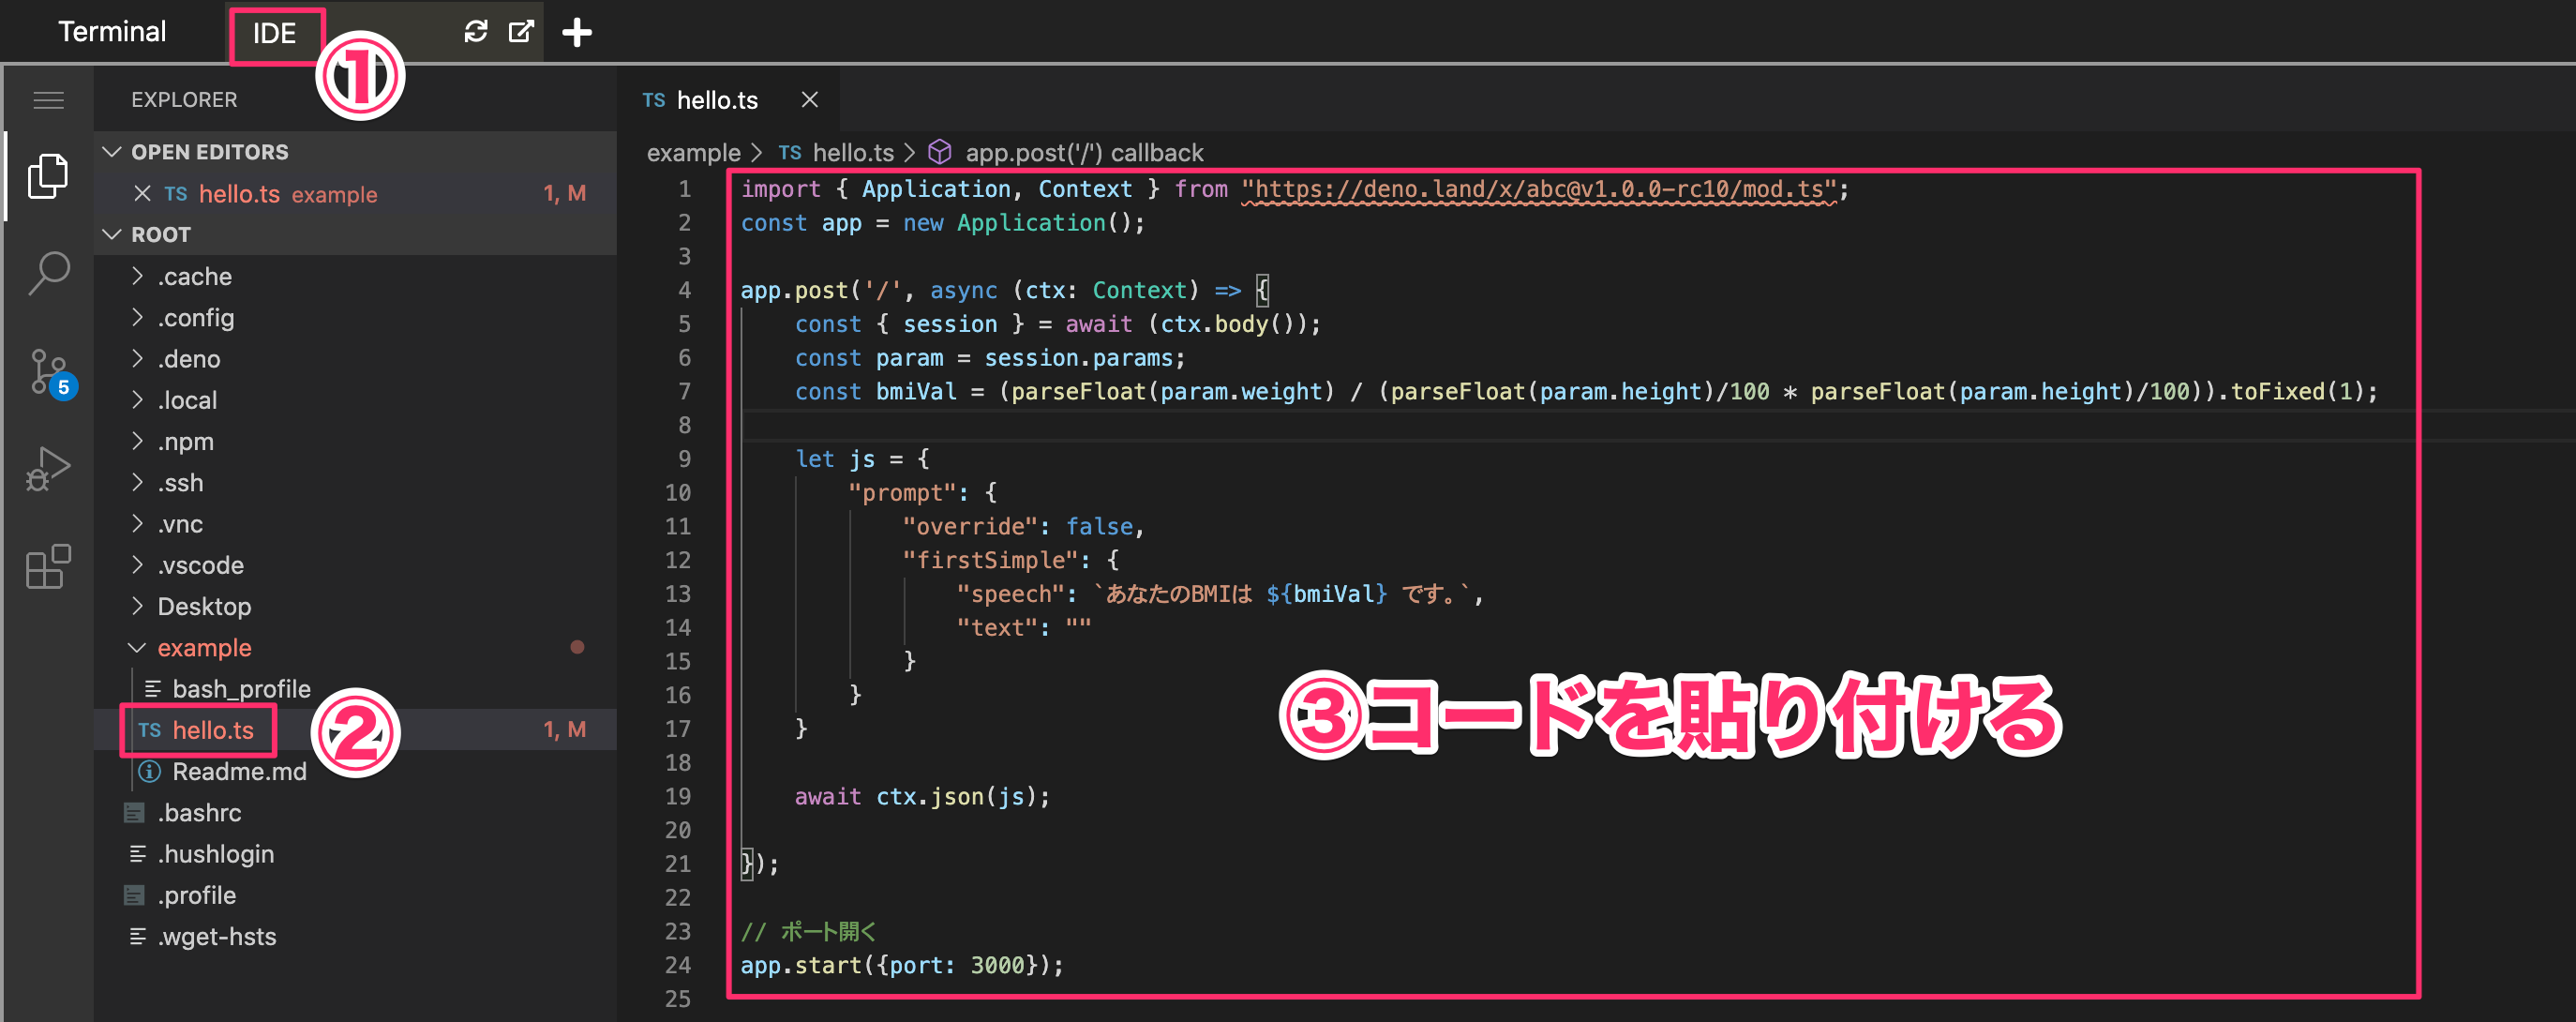 Terminal IDE
①
EXPLORER
OPEN EDITORS
TS hello.ts example 1, M
ROOT
.cache
.config
.deno
.local
.npm
.ssh
.vnc
.vscode
Desktop
example
bash_profile
TS hello.ts 1, M
②
Readme.md
.bashrc
.hushlogin
.profile
.wget-hsts
5
TS hello.ts
example > TS hello.ts > app.post('/') callback
1 import { Application, Context } from "https://deno.land/x/abc@v1.0.0-rc10/mod.ts";
2 const app = new Application();
3
4 app.post('/', async (ctx: Context) => {
5     const { session } = await (ctx.body());
6     const param = session.params;
7     const bmiVal = (parseFloat(param.weight) / (parseFloat(param.height)/100 * parseFloat(param.height)/100)).toFixed(1);
8
9     let js = {
10         "prompt": {
11             "override": false,
12             "firstSimple": {
13                 "speech": `あなたのBMIは ${bmiVal} です。`,
14                 "text": ""
15             }
16         }
17     }
18
19     await ctx.json(js);
20
21 });
22
23 // ポート開く
24 app.start({port: 3000});
25
③コードを貼り付ける